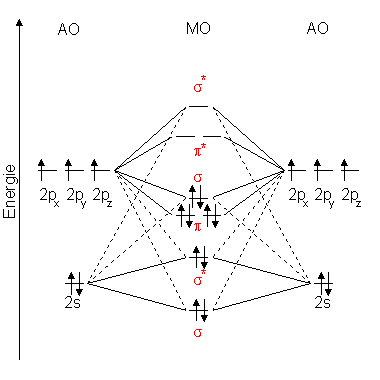 AO MO AO
σ*
π*
σ
2px 2py 2pz 2px 2py 2pz
π
σ*
2s 2s
σ
Energie